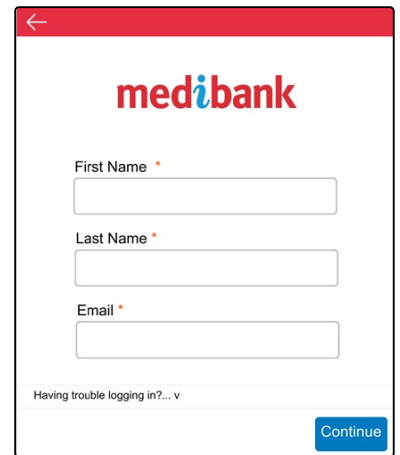 medibank
First Name *
Last Name *
Email *
Having trouble logging in?... v
Continue